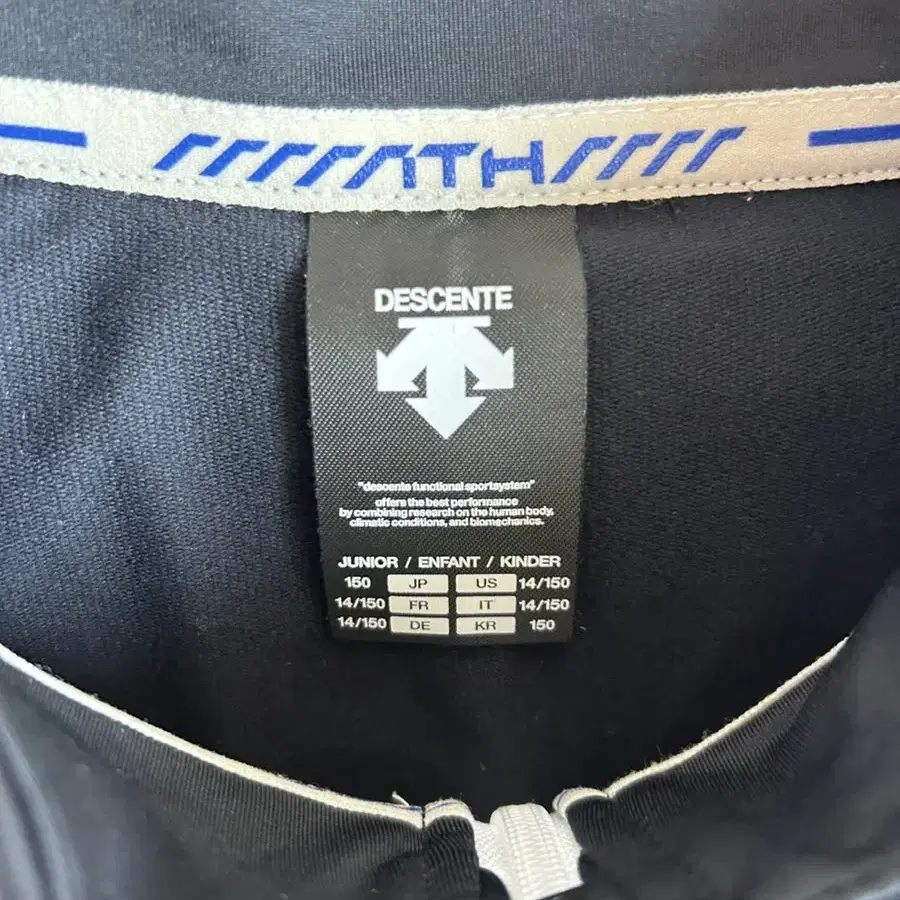 ATH
DESCENTE
"descente functional sportsystem"
offers the best performance
by combining research on the human body,
climatic conditions, and biomechanics.
JUNIOR / ENFANT / KINDER
150 JP US 14/150
14/150 FR IT 14/150
14/150 DE KR 150